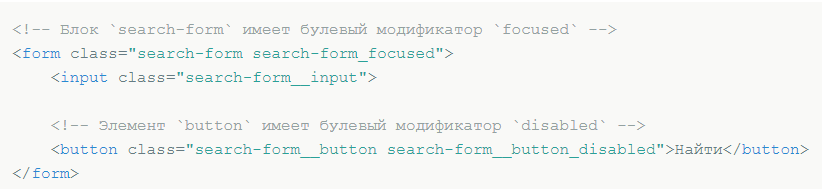 <!-- Блок `search-form` имеет булевый модификатор `focused` -->
<form class="search-form search-form_focused">
    <input class="search-form__input">

    <!-- Элемент `button` имеет булевый модификатор `disabled` -->
    <button class="search-form__button search-form__button_disabled">Найти</button>
</form>